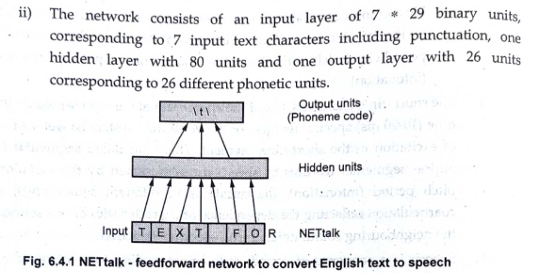 ii) The network consists of an input layer of 7 * 29 binary units,
corresponding to 7 input text characters including punctuation, one
hidden layer with 80 units and one output layer with 26 units
corresponding to 26 different phonetic units.
\t\ Output units
(Phoneme code)
Hidden units
Input T E X T F O R NETtalk
Fig. 6.4.1 NETtalk - feedforward network to convert English text to speech